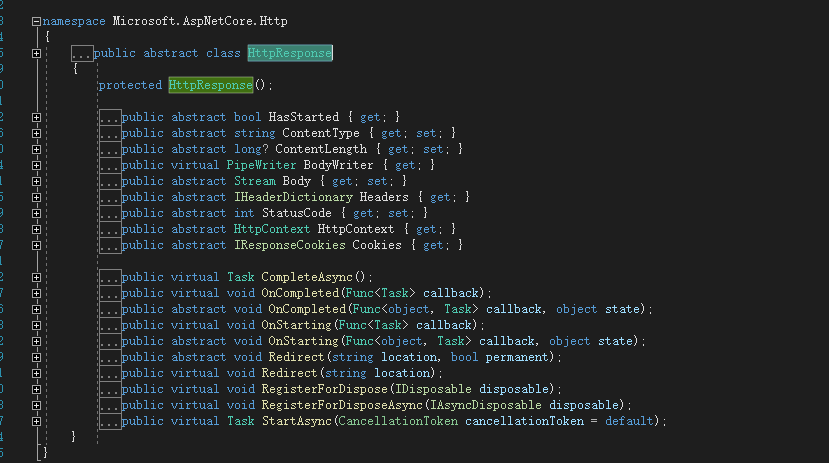 namespace Microsoft.AspNetCore.Http
{
...public abstract class HttpResponse
{
protected HttpResponse();
...public abstract bool HasStarted { get; }
...public abstract string ContentType { get; set; }
...public abstract long? ContentLength { get; set; }
...public virtual PipeWriter BodyWriter { get; }
...public abstract Stream Body { get; set; }
...public abstract IHeaderDictionary Headers { get; }
...public abstract int StatusCode { get; set; }
...public abstract HttpContext HttpContext { get; }
...public abstract IResponseCookies Cookies { get; }
...public virtual Task CompleteAsync();
...public virtual void OnCompleted(Func<Task> callback);
...public abstract void OnCompleted(Func<object, Task> callback, object state);
...public virtual void OnStarting(Func<Task> callback);
...public abstract void OnStarting(Func<object, Task> callback, object state);
...public abstract void Redirect(string location, bool permanent);
...public virtual void Redirect(string location);
...public virtual void RegisterForDispose(IDisposable disposable);
...public virtual void RegisterForDisposeAsync(IAsyncDisposable disposable);
...public virtual Task StartAsync(CancellationToken cancellationToken = default);
}
}